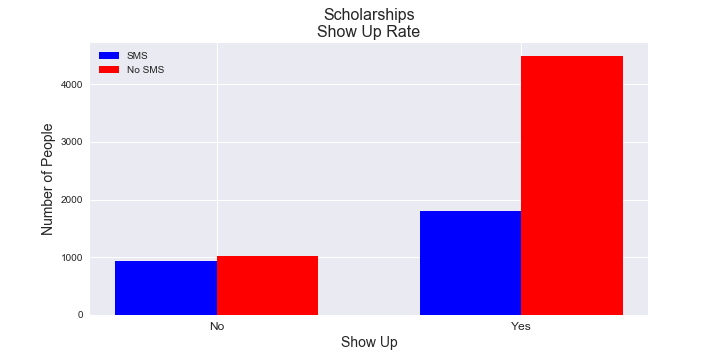 Scholarships
Show Up Rate
SMS
No SMS
Number of People
4000
3000
2000
1000
0
No
Yes
Show Up